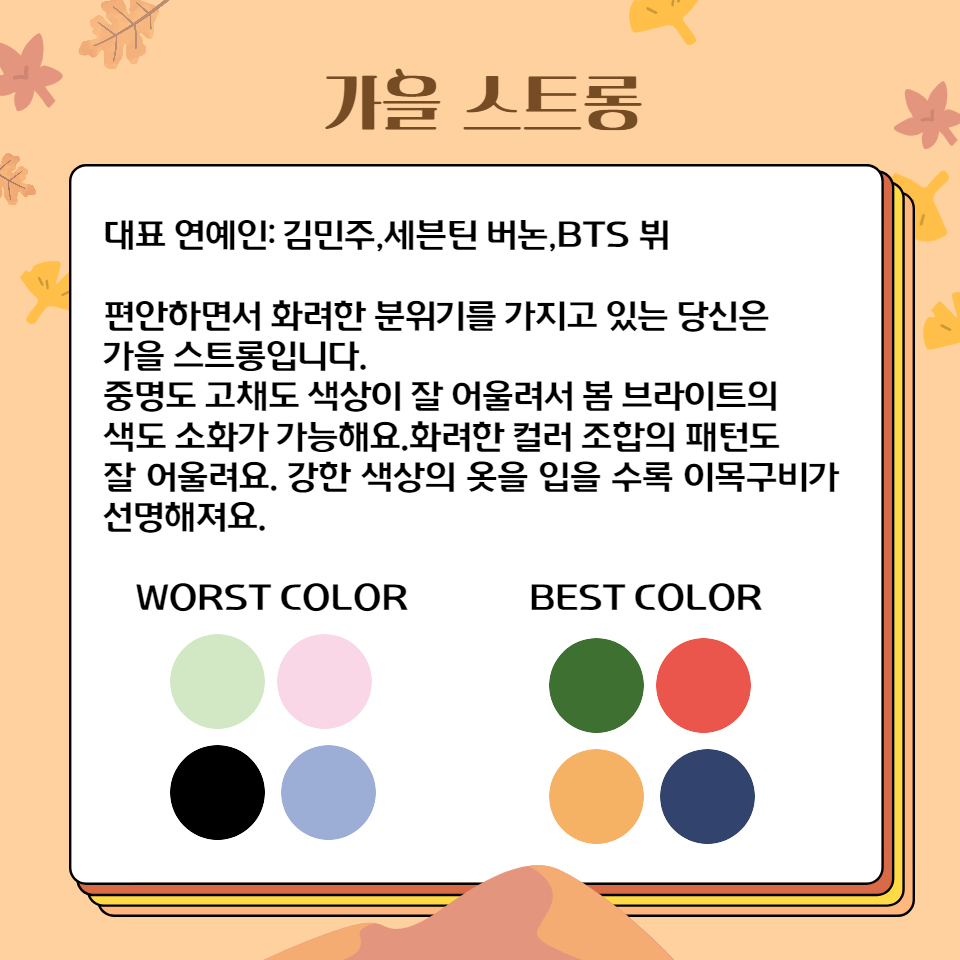 가을 스트롱
대표 연예인: 김민주,세븐틴 버논,BTS 뷔
편안하면서 화려한 분위기를 가지고 있는 당신은
가을 스트롱입니다.
중명도 고채도 색상이 잘 어울려서 봄 브라이트의
색도 소화가 가능해요.화려한 컬러 조합의 패턴도
잘 어울려요. 강한 색상의 옷을 입을 수록 이목구비가
선명해져요.
WORST COLOR
BEST COLOR